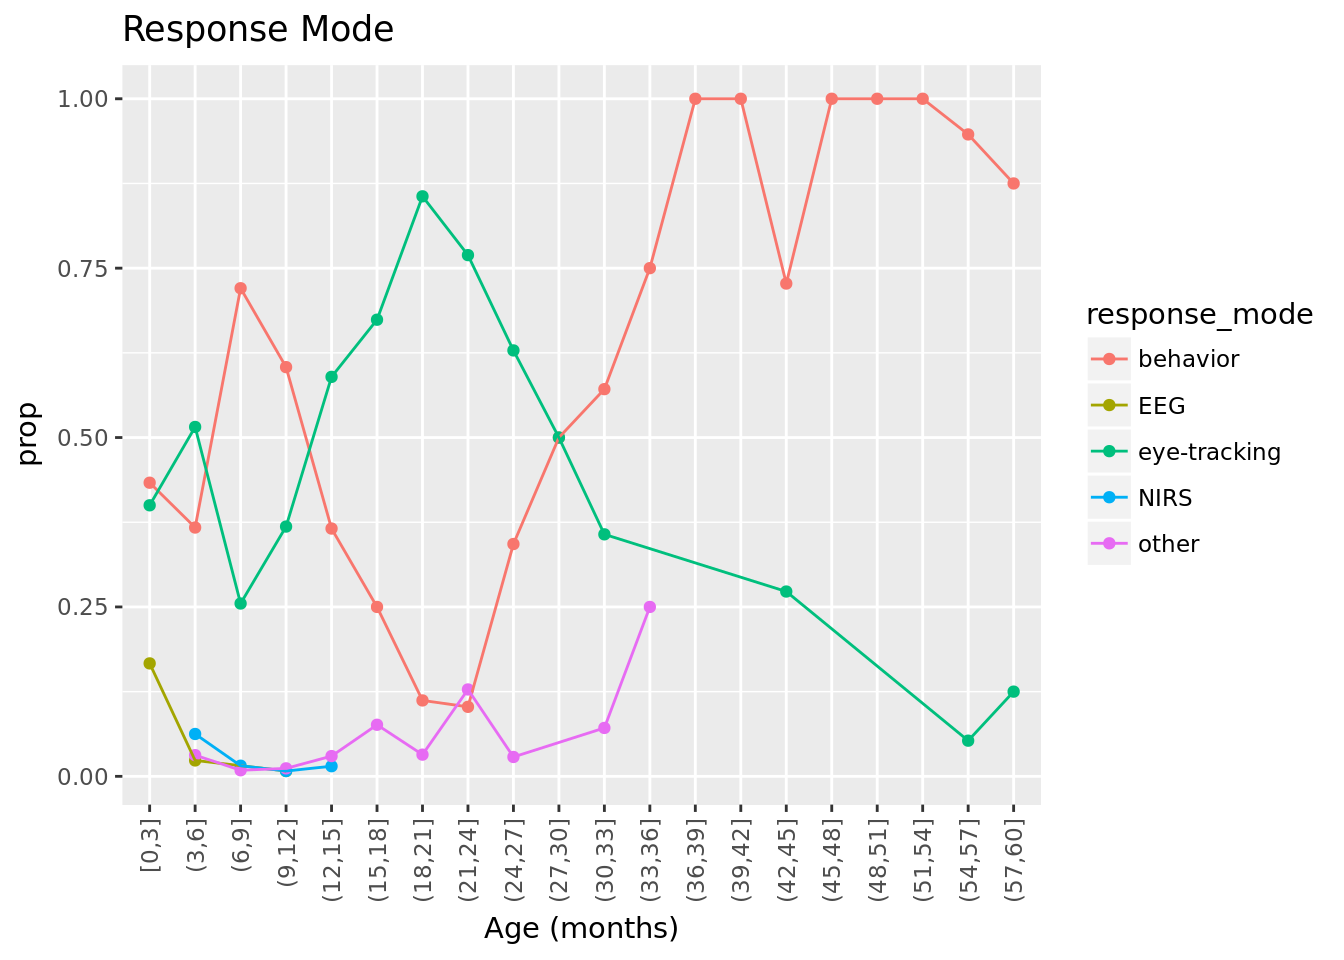 Response Mode
1.00
0.75
0.50
0.25
0.00
prop
[0,3]
(3,6]
(6,9]
(9,12]
(12,15]
(15,18]
(18,21]
(21,24]
(24,27]
(27,30]
(30,33]
(33,36]
(36,39]
(39,42]
(42,45]
(45,48]
(48,51]
(51,54]
(54,57]
(57,60]
Age (months)
response_mode
behavior
EEG
eye-tracking
NIRS
other